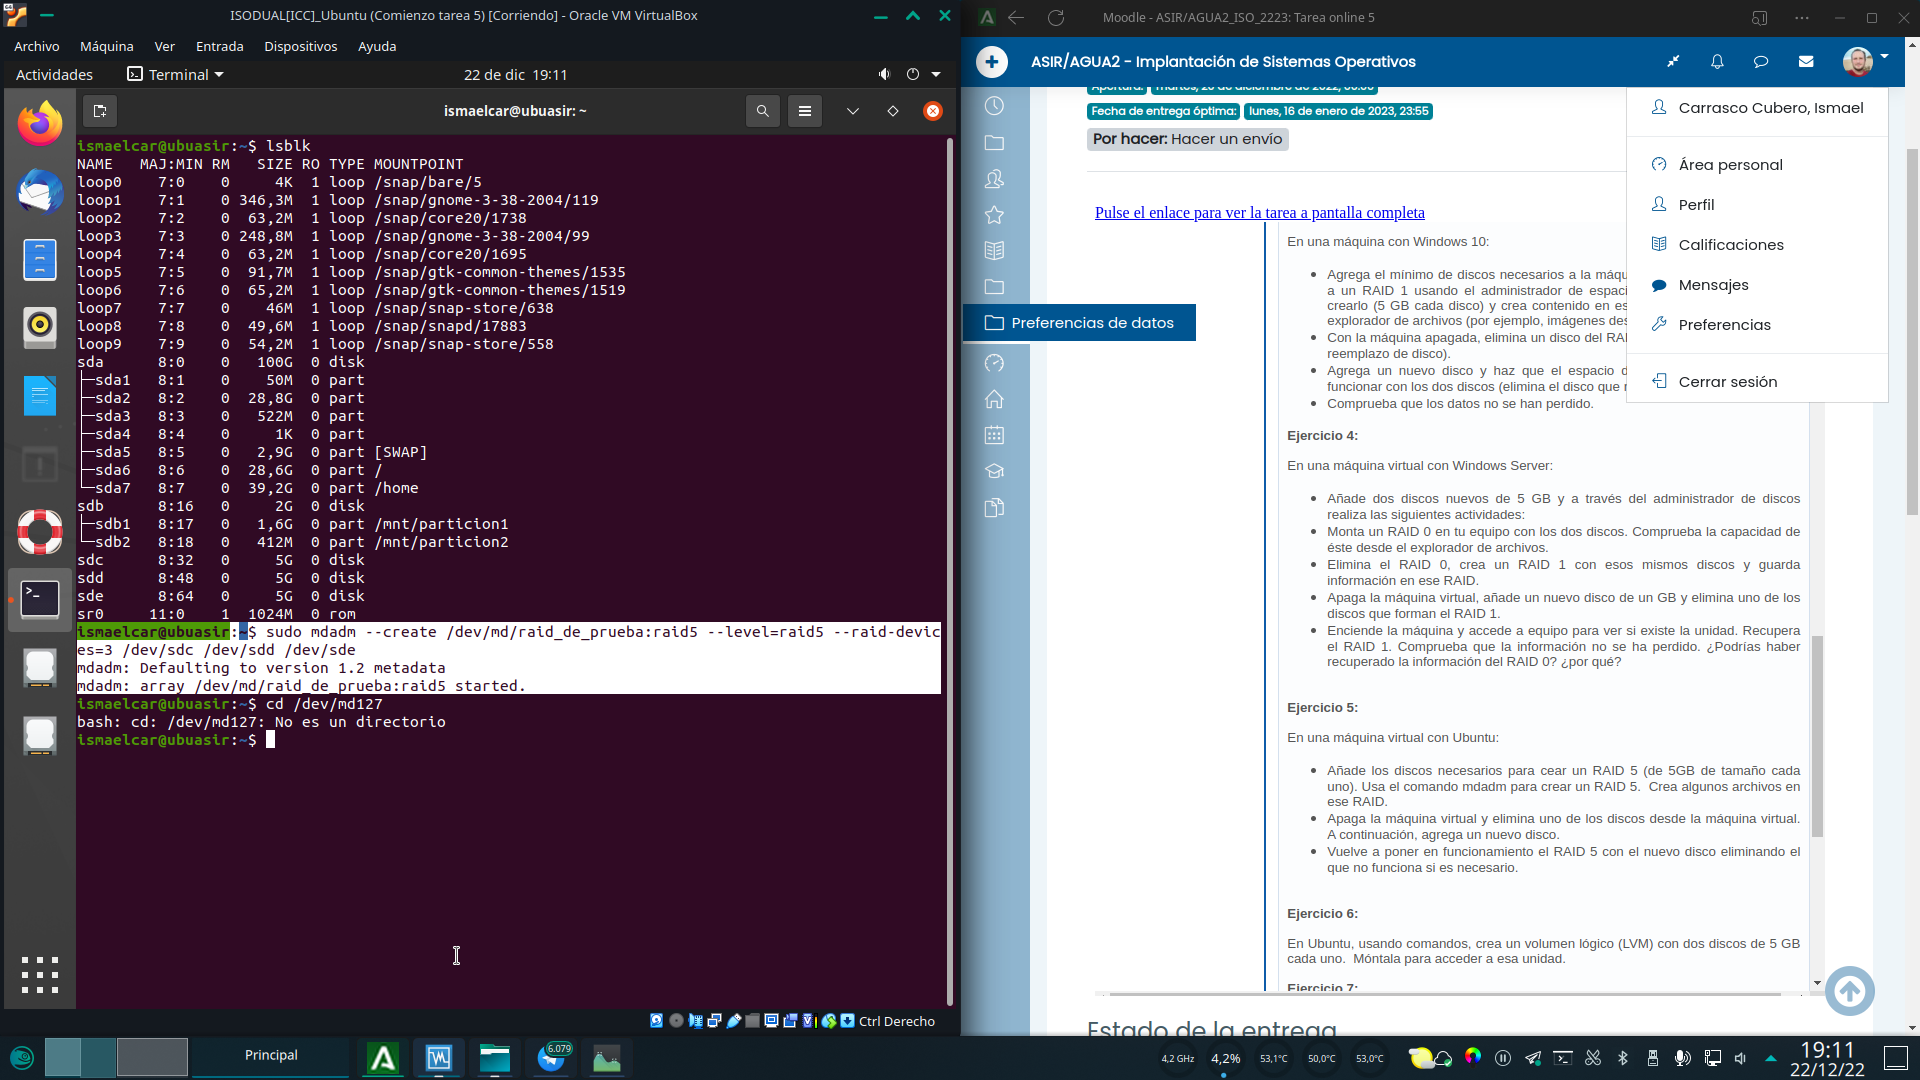 ISODUAL[ICC]_Ubuntu (Comienzo tarea 5) [Corriendo] - Oracle VM VirtualBox
Archivo Máquina Ver Entrada Dispositivos Ayuda
Actividades Terminal 22 de dic 19:11
ismaelcar@ubuasir: ~
ismaelcar@ubuasir:~$ lsblk
NAME MAJ:MIN RM SIZE RO TYPE MOUNTPOINT
loop0 7:0 0 4K 1 loop /snap/bare/5
loop1 7:1 0 346,3M 1 loop /snap/gnome-3-38-2004/119
loop2 7:2 0 63,2M 1 loop /snap/core20/1738
loop3 7:3 0 248,8M 1 loop /snap/gnome-3-38-2004/99
loop4 7:4 0 63,2M 1 loop /snap/core20/1695
loop5 7:5 0 91,7M 1 loop /snap/gtk-common-themes/1535
loop6 7:6 0 65,2M 1 loop /snap/gtk-common-themes/1519
loop7 7:7 0 46M 1 loop /snap/snap-store/638
loop8 7:8 0 49,6M 1 loop /snap/snapd/17883
loop9 7:9 0 54,2M 1 loop /snap/snap-store/558
sda 8:0 0 100G 0 disk
├─sda1 8:1 0 50M 0 part
├─sda2 8:2 0 28,8G 0 part
├─sda3 8:3 0 522M 0 part
├─sda4 8:4 0 1K 0 part
├─sda5 8:5 0 2,9G 0 part [SWAP]
├─sda6 8:6 0 28,6G 0 part /
└─sda7 8:7 0 39,2G 0 part /home
sdb 8:16 0 2G 0 disk
├─sdb1 8:17 0 1,6G 0 part /mnt/particion1
└─sdb2 8:18 0 412M 0 part /mnt/particion2
sdc 8:32 0 5G 0 disk
sdd 8:48 0 5G 0 disk
sde 8:64 0 5G 0 disk
sr0 11:0 1 1024M 0 rom
ismaelcar@ubuasir:~$ sudo mdadm --create /dev/md/raid_de_prueba:raid5 --level=raid5 --raid-devic
es=3 /dev/sdc /dev/sdd /dev/sde
mdadm: Defaulting to version 1.2 metadata
mdadm: array /dev/md/raid_de_prueba:raid5 started.
ismaelcar@ubuasir:~$ cd /dev/md127
bash: cd: /dev/md127: No es un directorio
ismaelcar@ubuasir:~$
Ctrl Derecho
Moodle - ASIR/AGUA2_ISO_2223: Tarea online 5
ASIR/AGUA2 - Implantación de Sistemas Operativos
Fecha de entrega óptima: lunes, 16 de enero de 2023, 23:55
Por hacer: Hacer un envío
Pulse el enlace para ver la tarea a pantalla completa
Preferencias de datos
Carrasco Cubero, Ismael
Área personal
Perfil
Calificaciones
Mensajes
Preferencias
Cerrar sesión
En una máquina con Windows 10:
Agrega el mínimo de discos necesarios a la
a un RAID 1 usando el administrador de
crearlo (5 GB cada disco) y crea contenido en
explorador de archivos (por ejemplo, imágenes
Con la máquina apagada, elimina un disco del
reemplazo de disco).
Agrega un nuevo disco y haz que el espacio
funcionar con los dos discos (elimina el disco que
Comprueba que los datos no se han perdido.
Ejercicio 4:
En una máquina virtual con Windows Server:
Añade dos discos nuevos de 5 GB y a través del administrador de discos
realiza las siguientes actividades:
Monta un RAID 0 en tu equipo con los dos discos. Comprueba la capacidad de
éste desde el explorador de archivos.
Elimina el RAID 0, crea un RAID 1 con esos mismos discos y guarda
información en ese RAID.
Apaga la máquina virtual, añade un nuevo disco de un GB y elimina uno de los
discos que forman el RAID 1.
Enciende la máquina y accede a equipo para ver si existe la unidad. Recupera
el RAID 1. Comprueba que la información no se ha perdido. ¿Podrías haber
recuperado la información del RAID 0? ¿por qué?
Ejercicio 5:
En una máquina virtual con Ubuntu:
Añade los discos necesarios para cear un RAID 5 (de 5GB de tamaño cada
uno). Usa el comando mdadm para crear un RAID 5. Crea algunos archivos en
ese RAID.
Apaga la máquina virtual y elimina uno de los discos desde la máquina virtual.
A continuación, agrega un nuevo disco.
Vuelve a poner en funcionamiento el RAID 5 con el nuevo disco eliminando el
que no funciona si es necesario.
Ejercicio 6:
En Ubuntu, usando comandos, crea un volumen lógico (LVM) con dos discos de 5 GB
cada uno. Móntala para acceder a esa unidad.
Ejercicio 7:
Estado de la entrega
Principal
6.079
4,2 GHz 4,2% 53,1°C 50,0°C 53,0°C
19:11
22/12/22